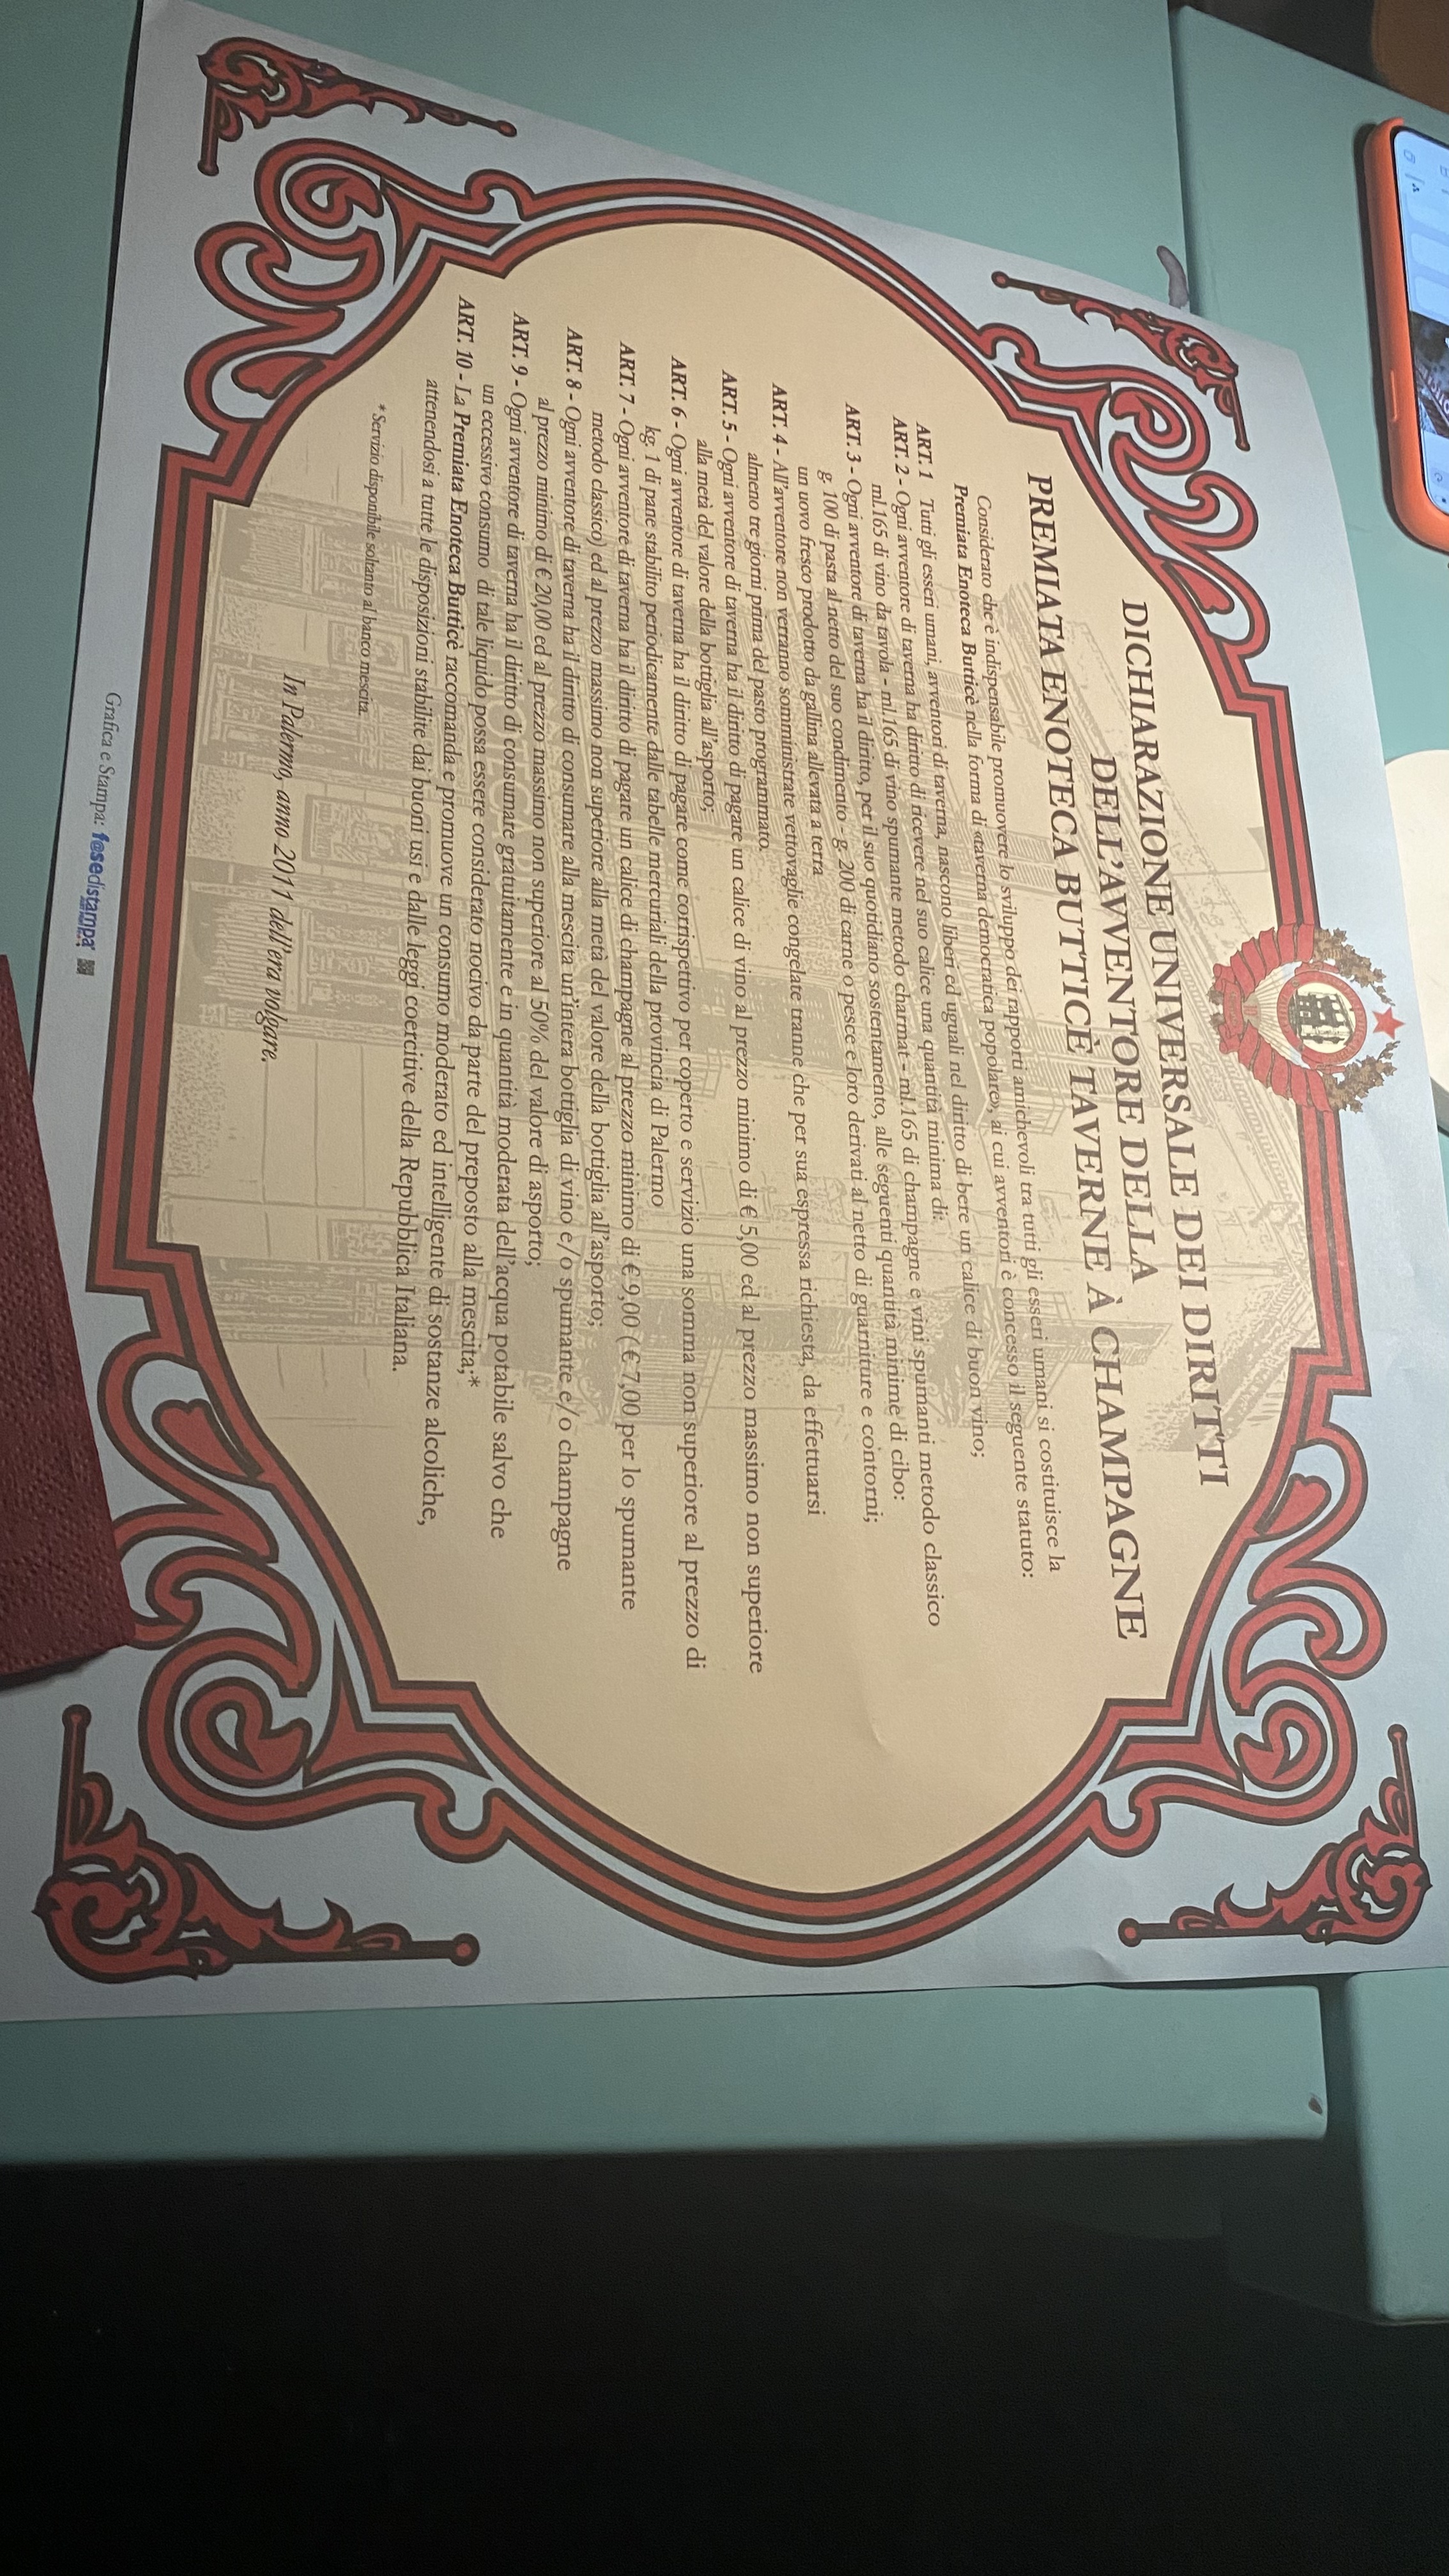 DICHIARAZIONE UNIVERSALE DEI DIRITTI
DELL'AVVENTORE DELLA
PREMIATA ENOTECA BUTTICÈ TAVERNE À CHAMPAGNE
Considerato che è indispensabile promuovere lo sviluppo dei rapporti amichevoli tra tutti gli esseri umani si costituisce la
Premiata Enoteca Butticè nella forma di «taverna democratica popolare», ai cui avventori è concesso il seguente statuto:
ART. 1 Tutti gli esseri umani, avventori di taverna, nascono liberi ed uguali nel diritto di bere un calice di buon vino;
ART. 2 - Ogni avventore di taverna ha diritto di ricevere nel suo calice una quantità minima di:
ml.165 di vino da tavola - ml.165 di vino spumante metodo charmat - ml.165 di champagne e vini spumanti metodo classico
ART. 3 - Ogni avventore di taverna ha il diritto, per il suo quotidiano sostentamento, alle seguenti quantità minime di cibo:
g. 100 di pasta al netto del suo condimento - g. 200 di carne o pesce e loro derivati al netto di guarniture e contorni;
un uovo fresco prodotto da gallina allevata a terra
ART. 4 - All'avventore non verranno somministrate vettovaglie congelate tranne che per sua espressa richiesta, da effettuarsi
almeno tre giorni prima del pasto programmato.
ART. 5 - Ogni avventore di taverna ha il diritto di pagare un calice di vino al prezzo minimo di € 5,00 ed al prezzo massimo non superiore
alla metà del valore della bottiglia all'asporto;
ART. 6 - Ogni avventore di taverna ha il diritto di pagare come corrispettivo per coperto e servizio una somma non superiore al prezzo di
kg. 1 di pane stabilito periodicamente dalle tabelle mercuriali della provincia di Palermo
ART. 7 - Ogni avventore di taverna ha il diritto di pagare un calice di champagne al prezzo minimo di € 9,00 ( € 7,00 per lo spumante
metodo classico) ed al prezzo massimo non superiore alla metà del valore della bottiglia all'asporto;
ART. 8 - Ogni avventore di taverna ha il diritto di consumare alla mescita un'intera bottiglia di vino e/o spumante e/o champagne
al prezzo minimo di € 20,00 ed al prezzo massimo non superiore al 50% del valore di asporto;
ART. 9 - Ogni avventore di taverna ha il diritto di consumare gratuitamente e in quantità moderata dell'acqua potabile salvo che
un eccessivo consumo di tale liquido possa essere considerato nocivo da parte del preposto alla mescita;*
ART. 10 - La Premiata Enoteca Butticè raccomanda e promuove un consumo moderato ed intelligente di sostanze alcoliche,
attenendosi a tutte le disposizioni stabilite dai buoni usi e dalle leggi coercitive della Repubblica Italiana.
* Servizio disponibile soltanto al banco mescita.
In Palermo, anno 2011 dell'era volgare.
Grafica e Stampa: fasedistampa